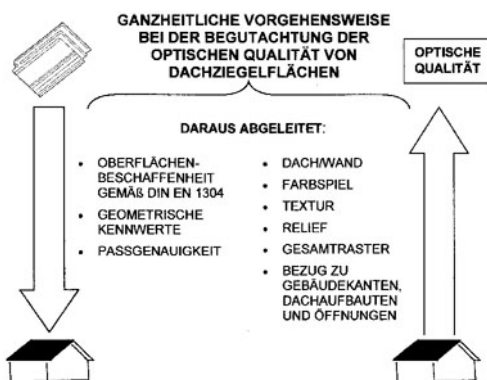 GANZHEITLICHE VORGEHENSWEISE
BEI DER BEGUTACHTUNG DER
OPTISCHEN QUALITÄT VON
DACHZIEGELFLÄCHEN
OPTISCHE
QUALITÄT
DARAUS ABGELEITET:
• OBERFLÄCHEN-
BESCHAFFENHEIT
GEMÄß DIN EN 1304
• GEOMETRISCHE
KENNWERTE
• PASSGENAUIGKEIT
• DACH/WAND
• FARBSPIEL
• TEXTUR
• RELIEF
• GESAMTRASTER
• BEZUG ZU
GEBÄUDEKANTEN,
DACHAUFBAUTEN
UND ÖFFNUNGEN